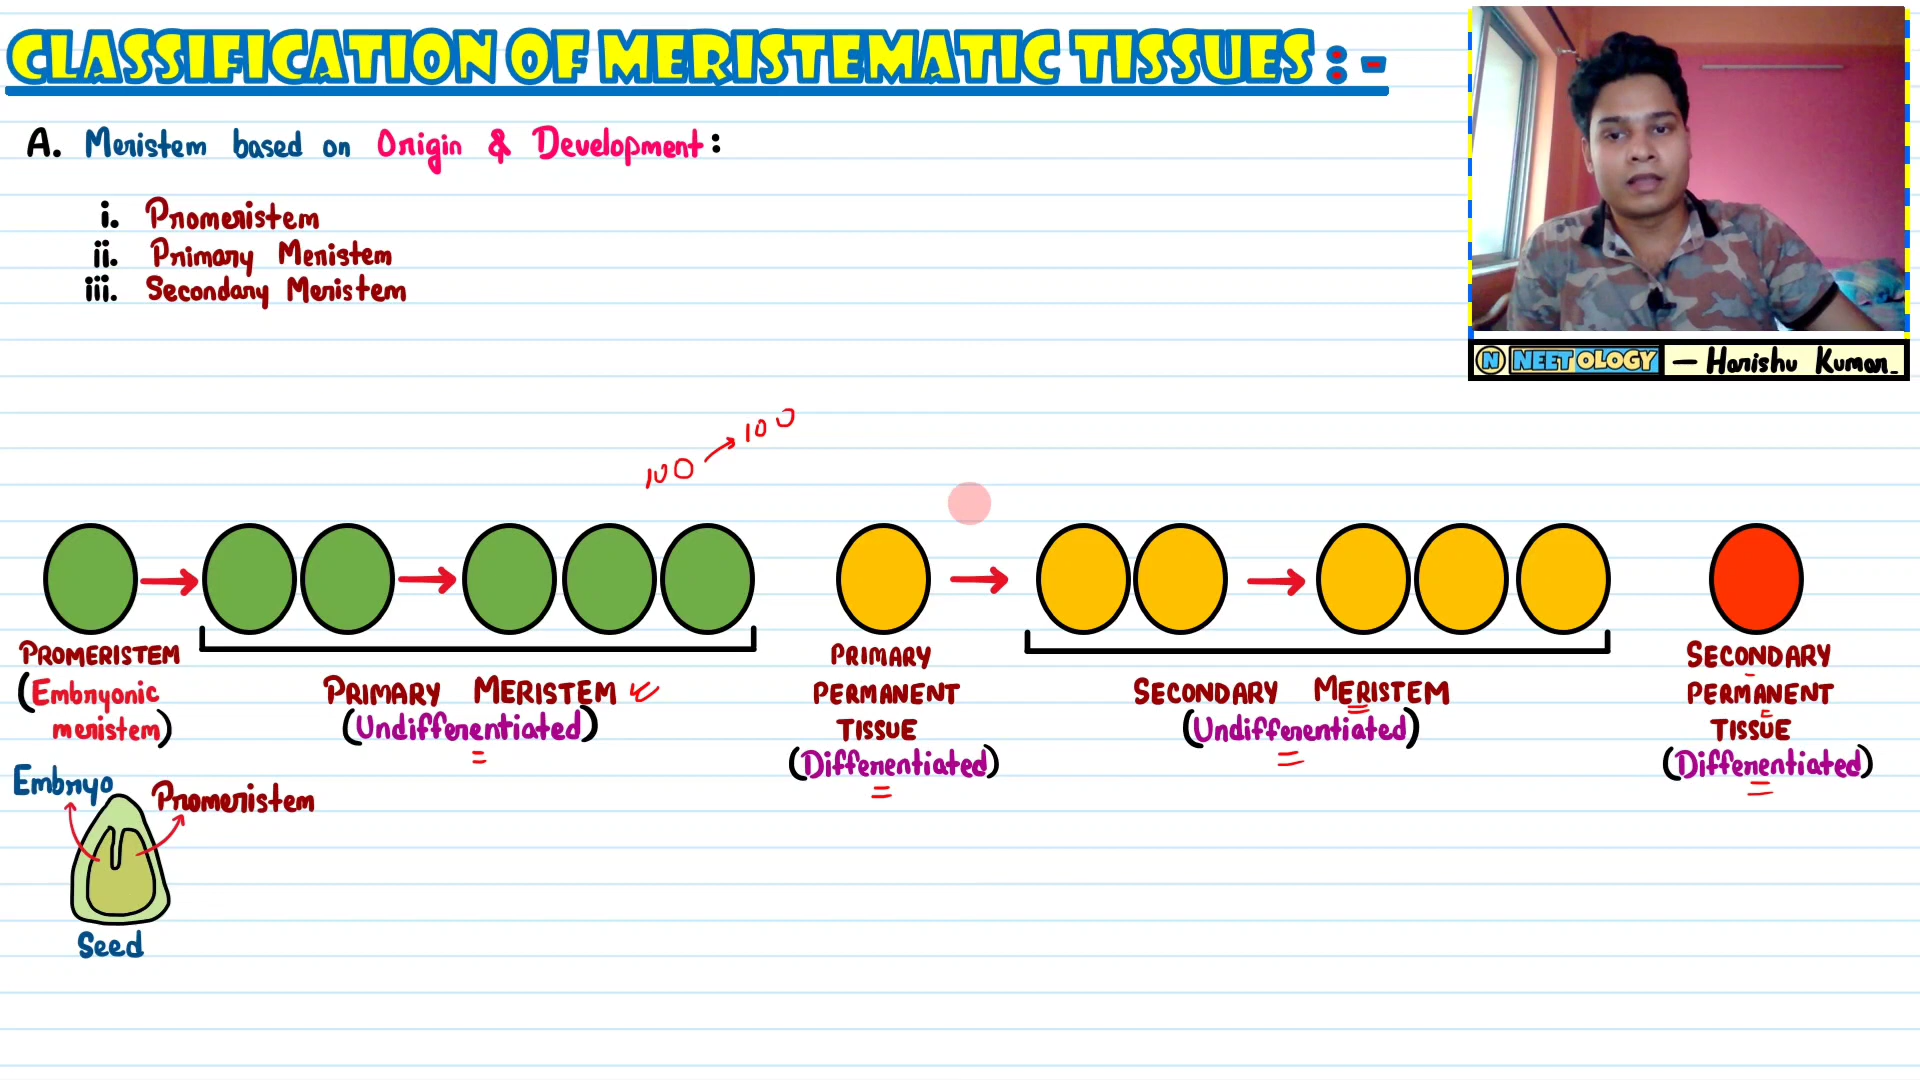 CLASSIFICATION OF MERISTEMATIC TISSUES : -
A. Meristem based on Origin & Development :
i. Promeristem
ii. Primary Meristem
iii. Secondary Meristem
N NEETOLOGY — Harishu Kumar
100 → 100
PROMERISTEM
(Embryonic
meristem)
PRIMARY MERISTEM
(Undifferentiated)
PRIMARY
PERMANENT
TISSUE
(Differentiated)
SECONDARY MERISTEM
(Undifferentiated)
SECONDARY
PERMANENT
TISSUE
(Differentiated)
Embryo
Promeristem
Seed